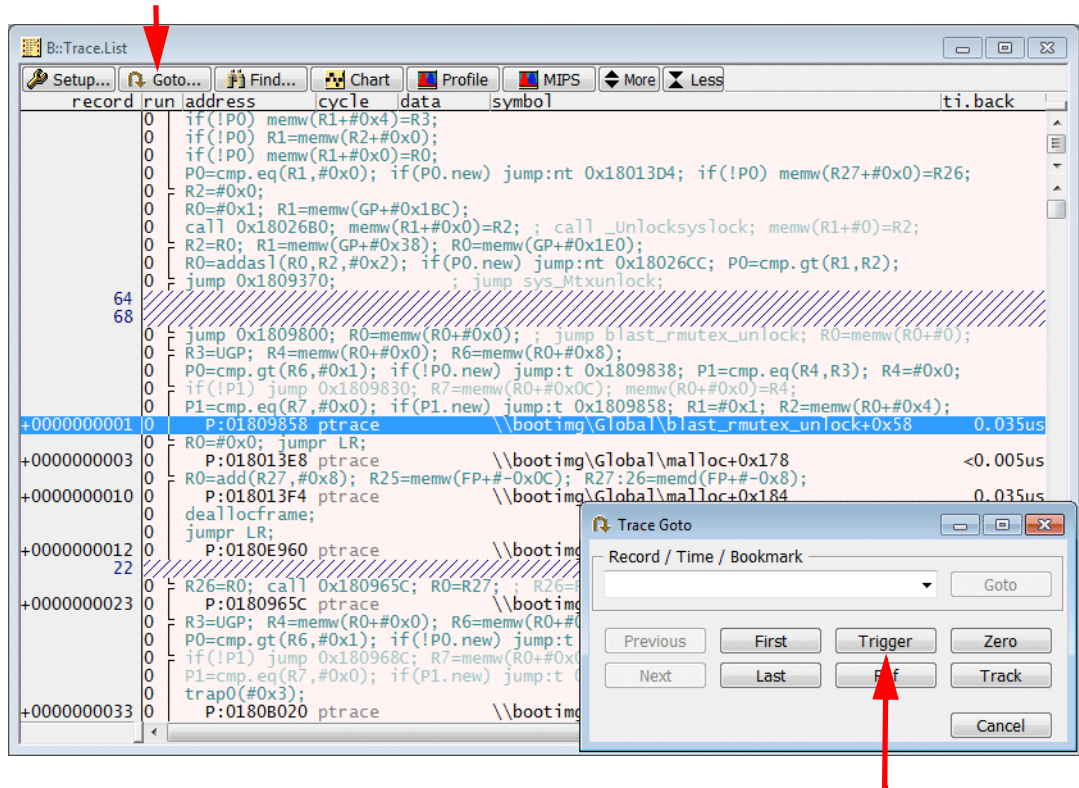 B::Trace.List
Setup... Goto... Find... Chart Profile MIPS More Less
record run address cycle data symbol ti.back
0 if(!P0) memw(R1+#0x4)=R3;
0 if(!P0) R1=memw(R2+#0x0);
0 if(!P0) memw(R1+#0x0)=R0;
0 P0=cmp.eq(R1,#0x0); if(P0.new) jump:nt 0x18013D4; if(!P0) memw(R27+#0x0)=R26;
0 R2=#0x0;
0 R0=#0x1; R1=memw(GP+#0x1BC);
0 call 0x18026B0; memw(R1+#0x0)=R2; ; call _Unlocksyslock; memw(R1+#0)=R2;
0 R2=R0; R1=memw(GP+#0x38); R0=memw(GP+#0x1E0);
0 R0=addasl(R0,R2,#0x2); if(P0.new) jump:nt 0x18026CC; P0=cmp.gt(R1,R2);
0 jump 0x1809370; ; jump sys_Mtxunlock;
64
68
0 jump 0x1809800; R0=memw(R0+#0x0); ; jump blast_rmutex_unlock; R0=memw(R0+#0);
0 R3=UGP; R4=memw(R0+#0x0); R6=memw(R0+#0x8);
0 P0=cmp.gt(R6,#0x1); if(!P0.new) jump:t 0x1809838; P1=cmp.eq(R4,R3); R4=#0x0;
0 if(!P1) jump 0x1809830; R7=memw(R0+#0x0C); memw(R0+#0x0)=R4;
0 P1=cmp.eq(R7,#0x0); if(P1.new) jump:t 0x1809858; R1=#0x1; R2=memw(R0+#0x4);
+0000000001 0 P:01809858 ptrace \\bootimg\Global\blast_rmutex_unlock+0x58 0.035us
0 R0=#0x0; jumpr LR;
+0000000003 0 P:018013E8 ptrace \\bootimg\Global\malloc+0x178 <0.005us
0 R0=add(R27,#0x8); R25=memw(FP+#-0x0C); R27:26=memd(FP+#-0x8);
+0000000010 0 P:018013F4 ptrace \\bootimg\Global\malloc+0x184 0.035us
0 deallocframe;
0 jumpr LR;
+0000000012 0 P:0180E960 ptrace \\bootimg
22
0 R26=R0; call 0x180965C; R0=R27; ; R26=
+0000000023 0 P:0180965C ptrace \\bootimg
0 R3=UGP; R4=memw(R0+#0x0); R6=memw(R0+#0
0 P0=cmp.gt(R6,#0x1); if(!P0.new) jump:t
0 if(!P1) jump 0x180968C; R7=memw(R0+#0x0
0 P1=cmp.eq(R7,#0x0); if(P1.new) jump:t
0 trap0(#0x3);
+0000000033 0 P:0180B020 ptrace \\bootimg
Trace Goto
Record / Time / Bookmark
Goto
Previous First Trigger Zero
Next Last Track
Cancel